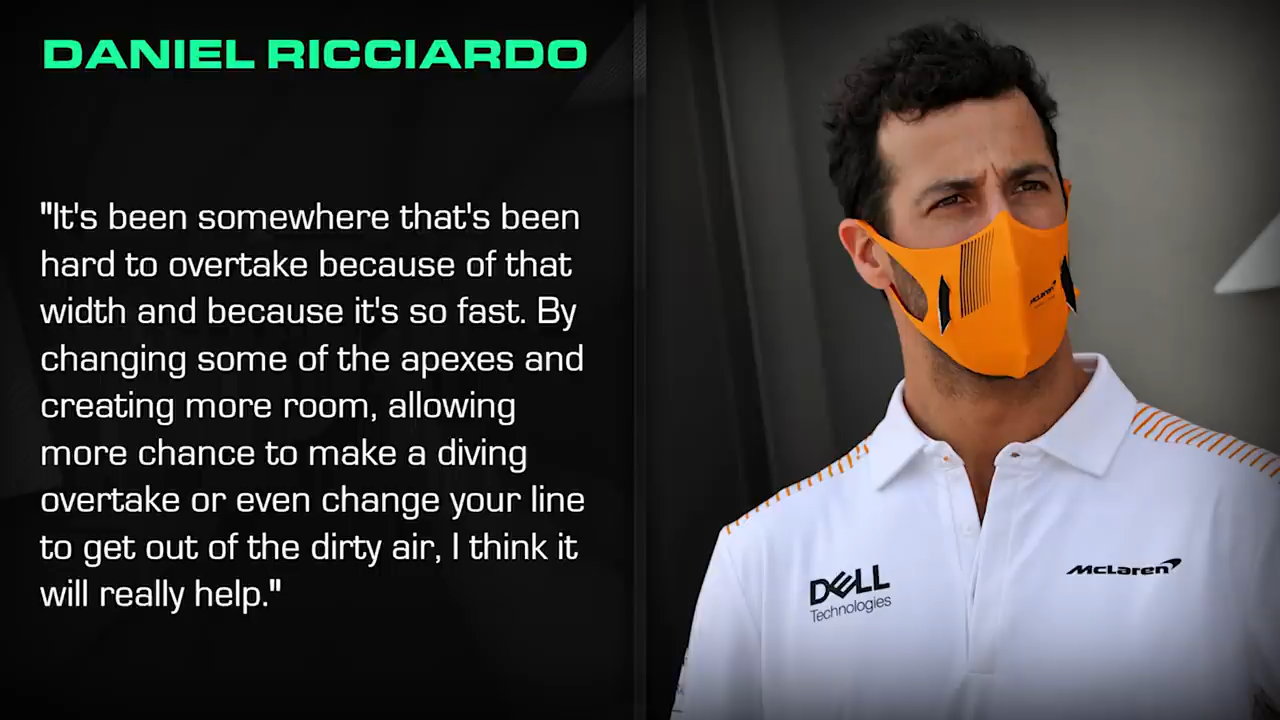 DANIEL RICCIARDO
"It's been somewhere that's been
hard to overtake because of that
width and because it's so fast. By
changing some of the apexes and
creating more room, allowing
more chance to make a diving
overtake or even change your line
to get out of the dirty air, I think it
will really help."
McLaren
DELL
Technologies
McLaren